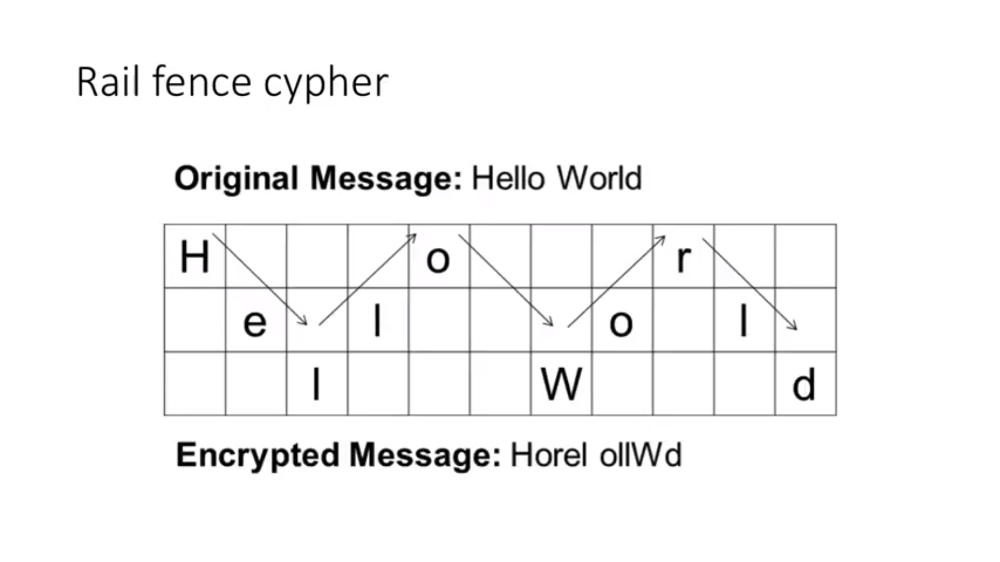 Rail fence cypher
Original Message: Hello World
H o r
e l o l
l W d
Encrypted Message: Horel ollWd